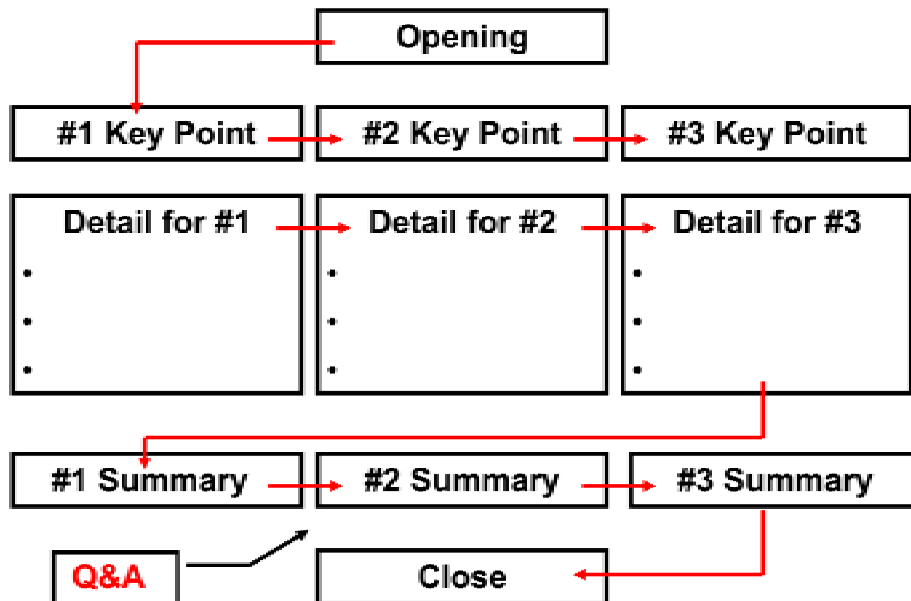 Opening
#1 Key Point
#2 Key Point
#3 Key Point
Detail for #1
•
•
•
Detail for #2
•
•
•
Detail for #3
•
•
•
#1 Summary
#2 Summary
#3 Summary
Q&A
Close